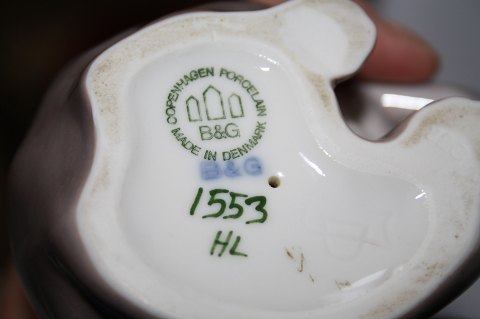 COPENHAGEN PORCELAIN
B&G
MADE IN DENMARK
B&G
1553
HL